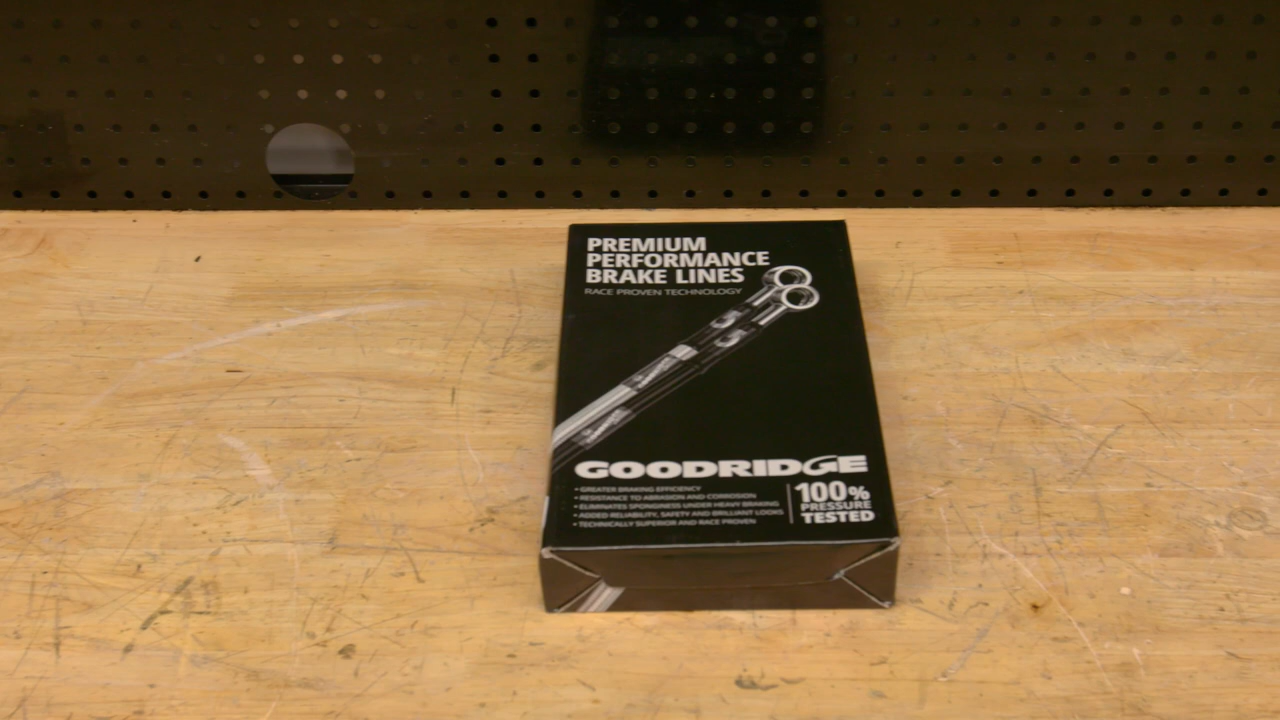 PREMIUM
PERFORMANCE
BRAKE LINES
RACE PROVEN TECHNOLOGY
GOODRIDGE
• GREATER BRAKING EFFICIENCY
• RESISTANCE TO ABRASION AND CORROSION
• ELIMINATES SPONGINESS UNDER HEAVY BRAKING
• ADDED RELIABILITY, SAFETY AND BRILLIANT LOOKS
• TECHNICALLY SUPERIOR AND RACE PROVEN
100%
PRESSURE
TESTED